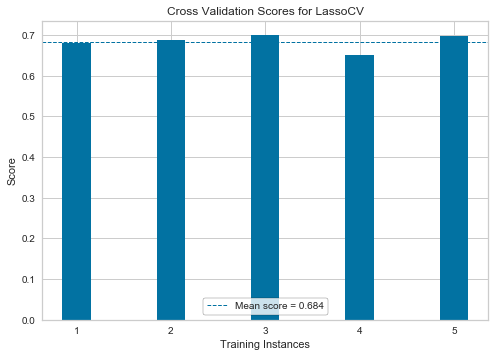 Cross Validation Scores for LassoCV
0.7
0.6
0.5
0.4
0.3
0.2
0.1
0.0
Score
Mean score = 0.684
1 2 3 4 5
Training Instances